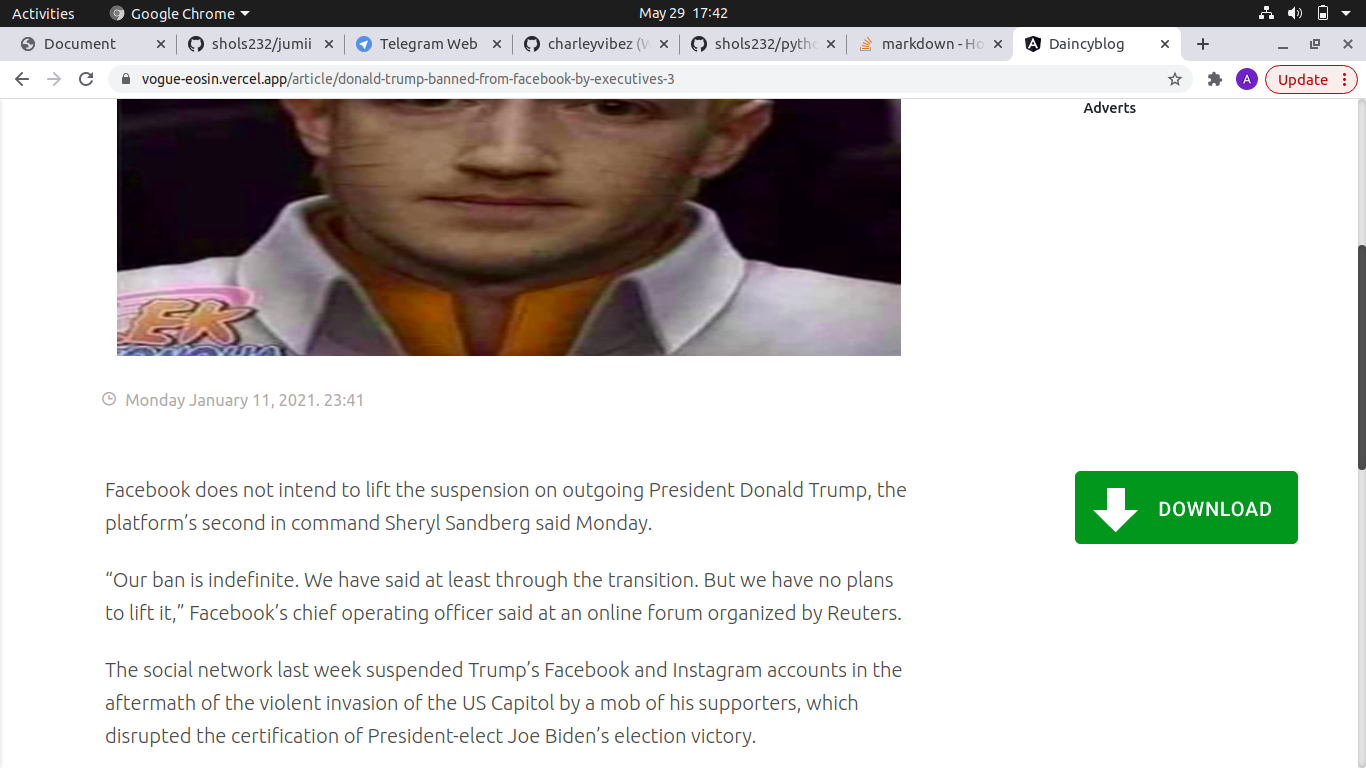 Activities Google Chrome May 29 17:42
Document shols232/jumii Telegram Web charleyvibez (W shols232/pytho markdown - Ho Daincyblog
vogue-eosin.vercel.app/article/donald-trump-banned-from-facebook-by-executives-3 A Update
Adverts
LEK
Monday January 11, 2021. 23:41
Facebook does not intend to lift the suspension on outgoing President Donald Trump, the
platform’s second in command Sheryl Sandberg said Monday.
DOWNLOAD
“Our ban is indefinite. We have said at least through the transition. But we have no plans
to lift it,” Facebook’s chief operating officer said at an online forum organized by Reuters.
The social network last week suspended Trump’s Facebook and Instagram accounts in the
aftermath of the violent invasion of the US Capitol by a mob of his supporters, which
disrupted the certification of President-elect Joe Biden’s election victory.